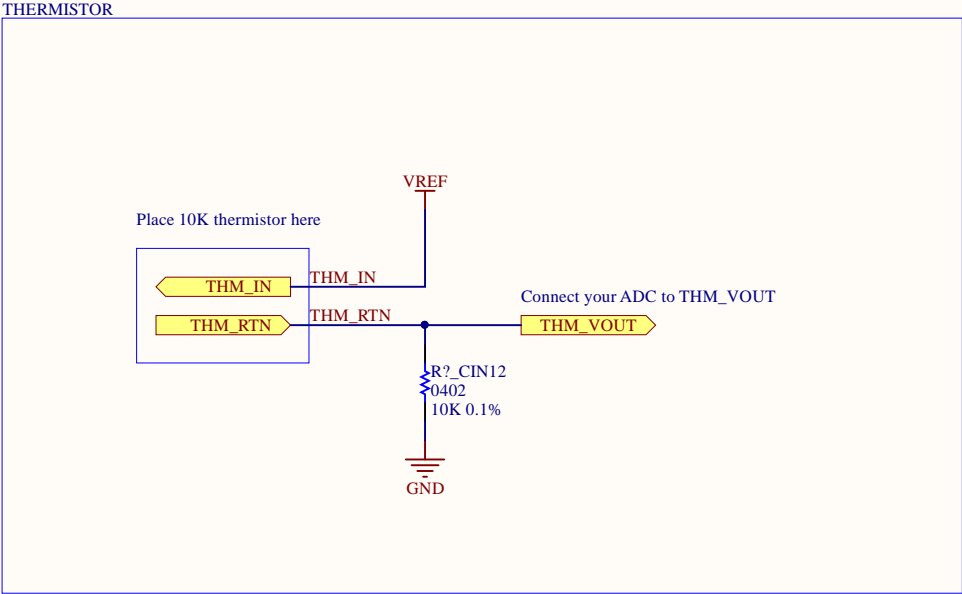 THERMISTOR
VREF
Place 10K thermistor here
THM_IN
THM_IN
Connect your ADC to THM_VOUT
THM_RTN
THM_RTN
THM_VOUT
R?_CIN12
0402
10K 0.1%
GND